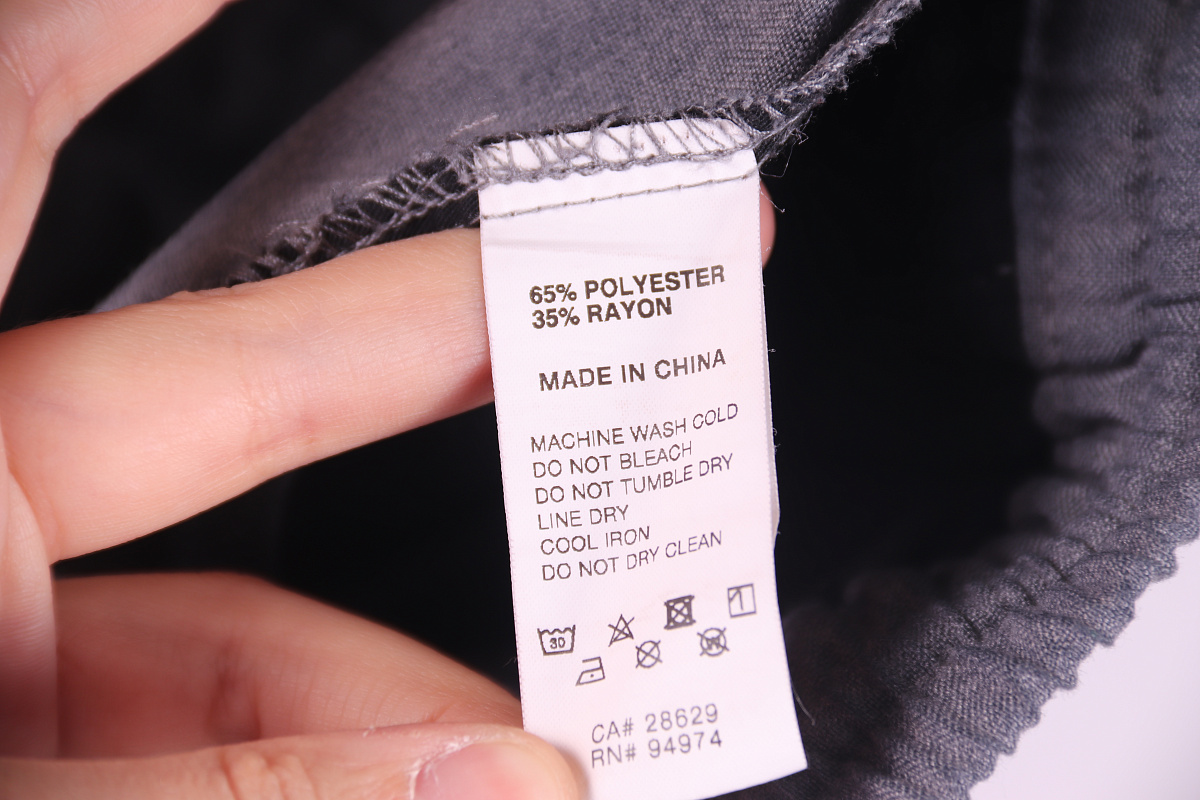 65% POLYESTER
35% RAYON
MADE IN CHINA
MACHINE WASH COLD
DO NOT BLEACH
DO NOT TUMBLE DRY
LINE DRY
COOL IRON
DO NOT DRY CLEAN
30
CA# 28629
RN# 94974